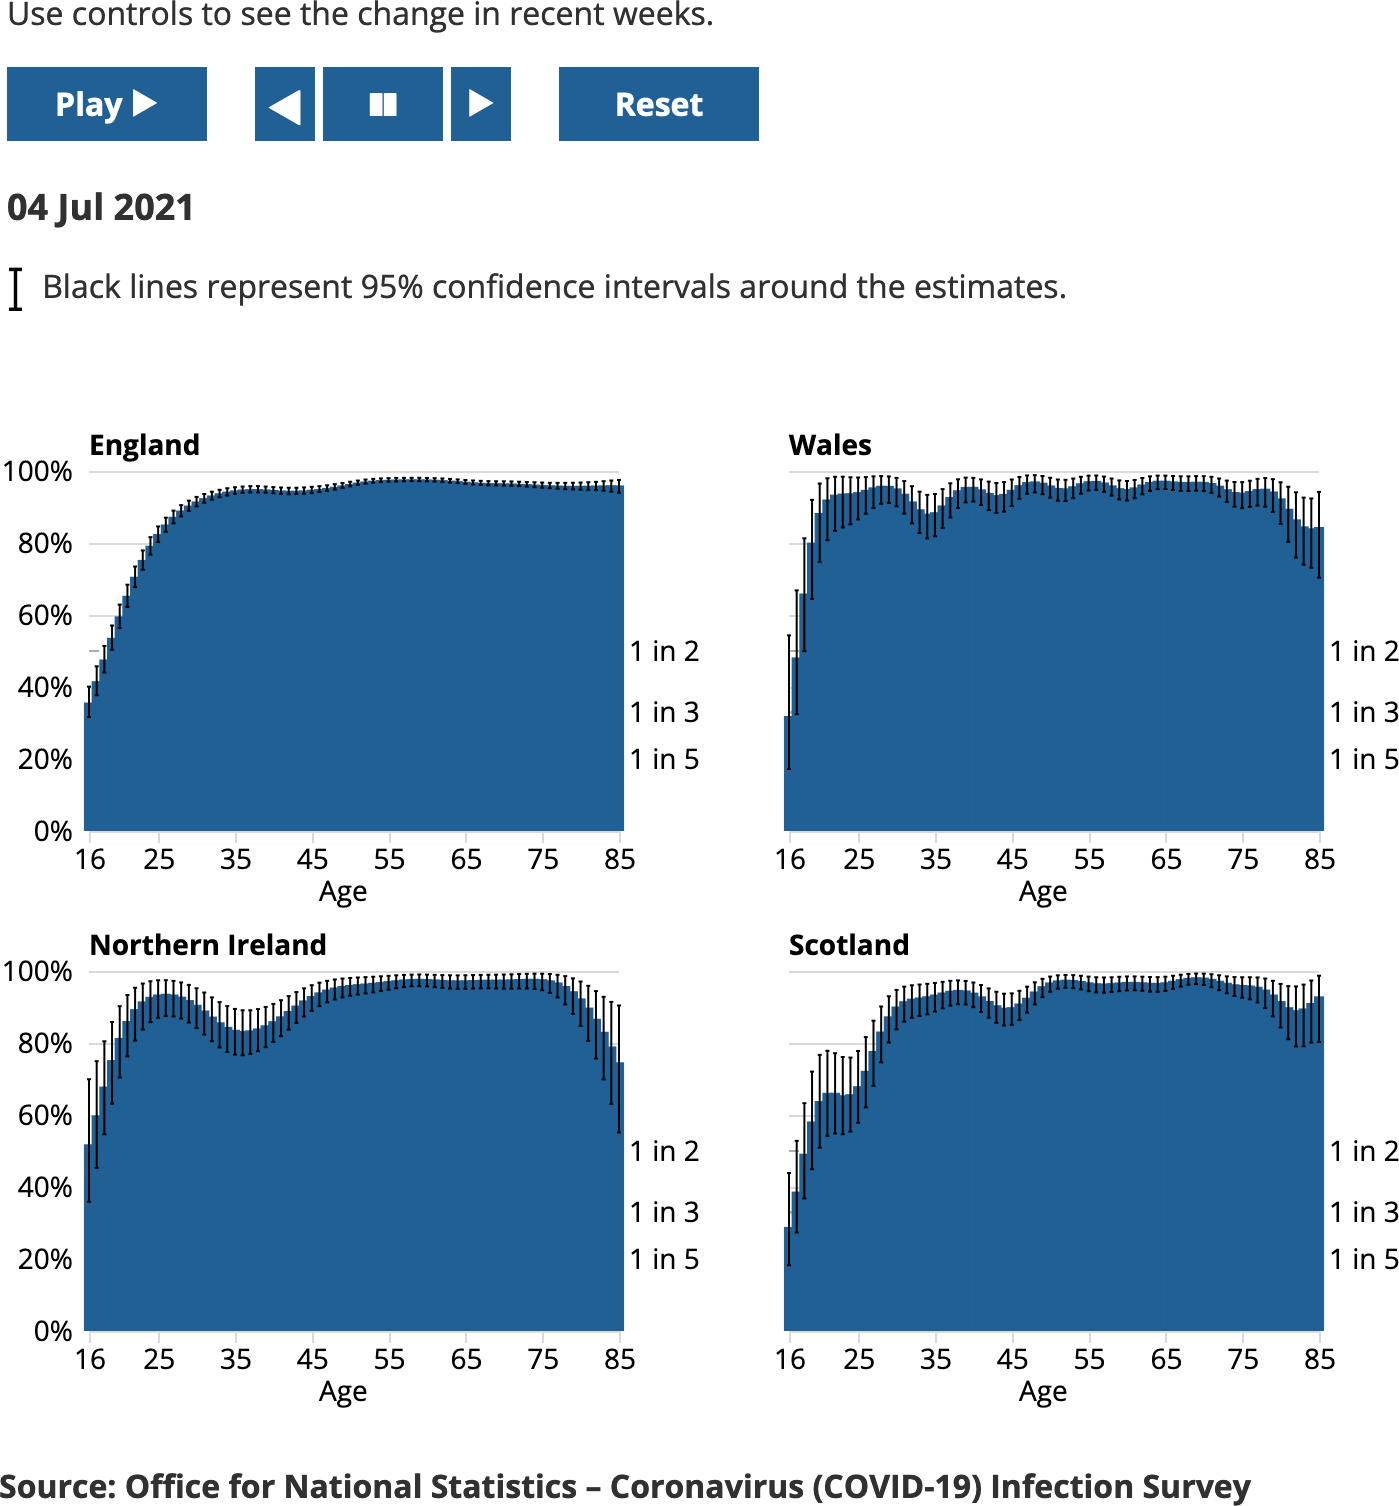 Use controls to see the change in recent weeks.
Play ▶ ◀ ▮▮ ▶ Reset
04 Jul 2021
Black lines represent 95% confidence intervals around the estimates.
England
100%
80%
60%
40%
20%
0%
1 in 2
1 in 3
1 in 5
16 25 35 45 55 65 75 85
Age
Wales
1 in 2
1 in 3
1 in 5
16 25 35 45 55 65 75 85
Age
Northern Ireland
100%
80%
60%
40%
20%
0%
1 in 2
1 in 3
1 in 5
16 25 35 45 55 65 75 85
Age
Scotland
1 in 2
1 in 3
1 in 5
16 25 35 45 55 65 75 85
Age
Source: Office for National Statistics – Coronavirus (COVID-19) Infection Survey